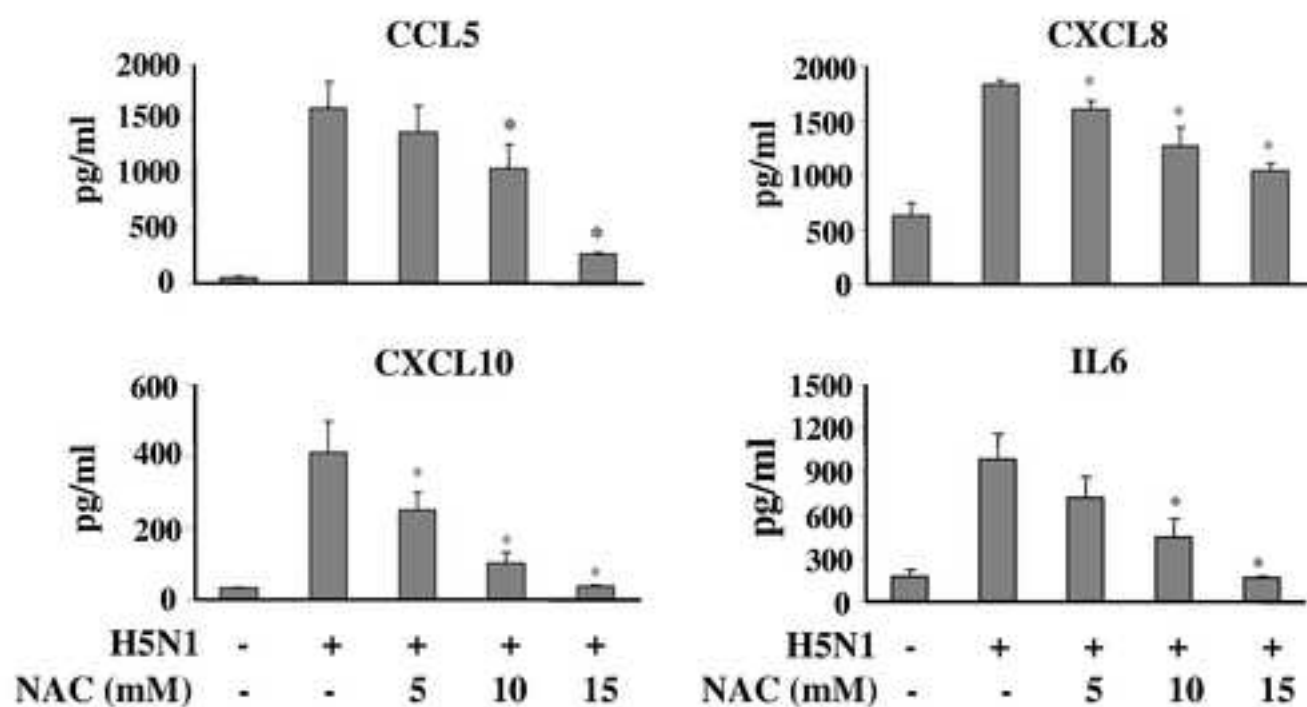 CCL5
2000
1500
1000
500
0
pg/ml
CXCL8
2000
1500
1000
500
0
pg/ml
CXCL10
600
400
200
0
pg/ml
H5N1 - + + + +
NAC (mM) - - 5 10 15
IL6
1500
1200
900
600
300
0
pg/ml
H5N1 - + + + +
NAC (mM) - - 5 10 15